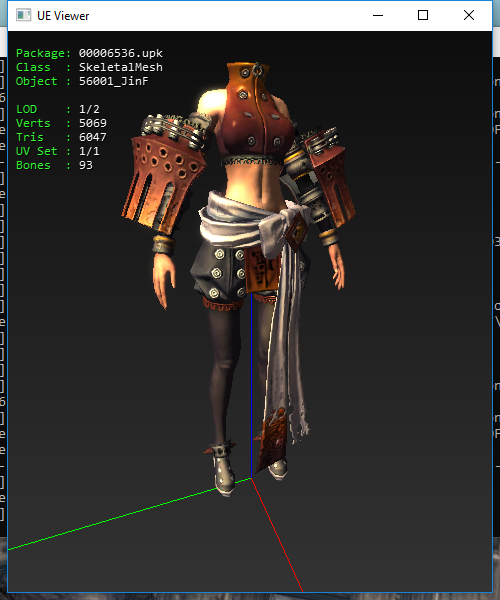 UE Viewer
Package: 00006536.upk
Class : SkeletalMesh
Object : 56001_JinF
LOD : 1/2
Verts : 5069
Tris : 6047
UV Set : 1/1
Bones : 93